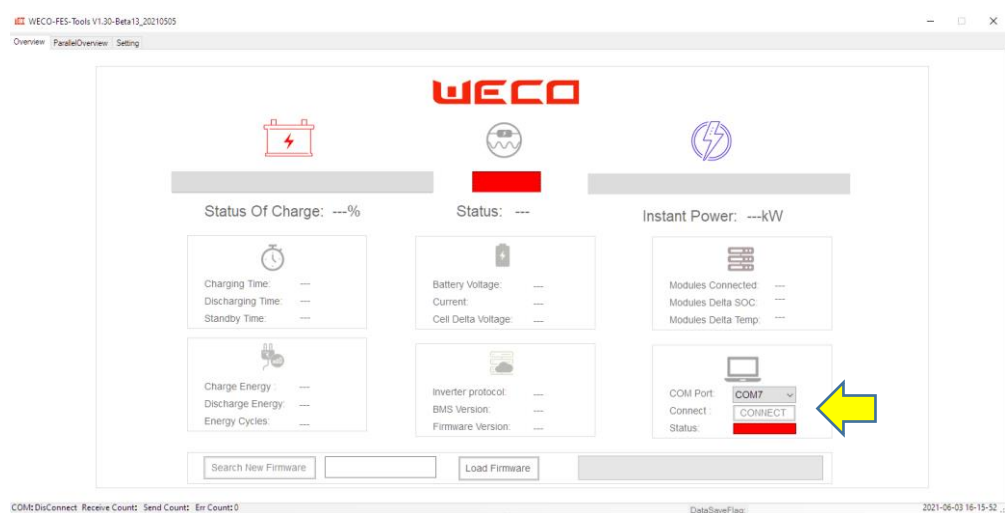 WECO-FES-Tools V1.30-Beta13_20210505
Overview ParallelOverview Setting
WECO
Status Of Charge: ---%
Status: ---
Instant Power: ---kW
Charging Time: ---
Discharging Time: ---
Standby Time: ---
Battery Voltage: ---
Current: ---
Cell Delta Voltage: ---
Modules Connected ---
Modules Delta SOC: ---
Modules Delta Temp: ---
Charge Energy : ---
Discharge Energy: ---
Energy Cycles: ---
Inverter protocol: ---
BMS Version: ---
Firmware Version: ---
COM Port: COM7
Connect : CONNECT
Status:
Search New Firmware Load Firmware
COM: DisConnect Receive Count: Send Count: Err Count: 0 DataSaveFlag: 2021-06-03 16-15-52